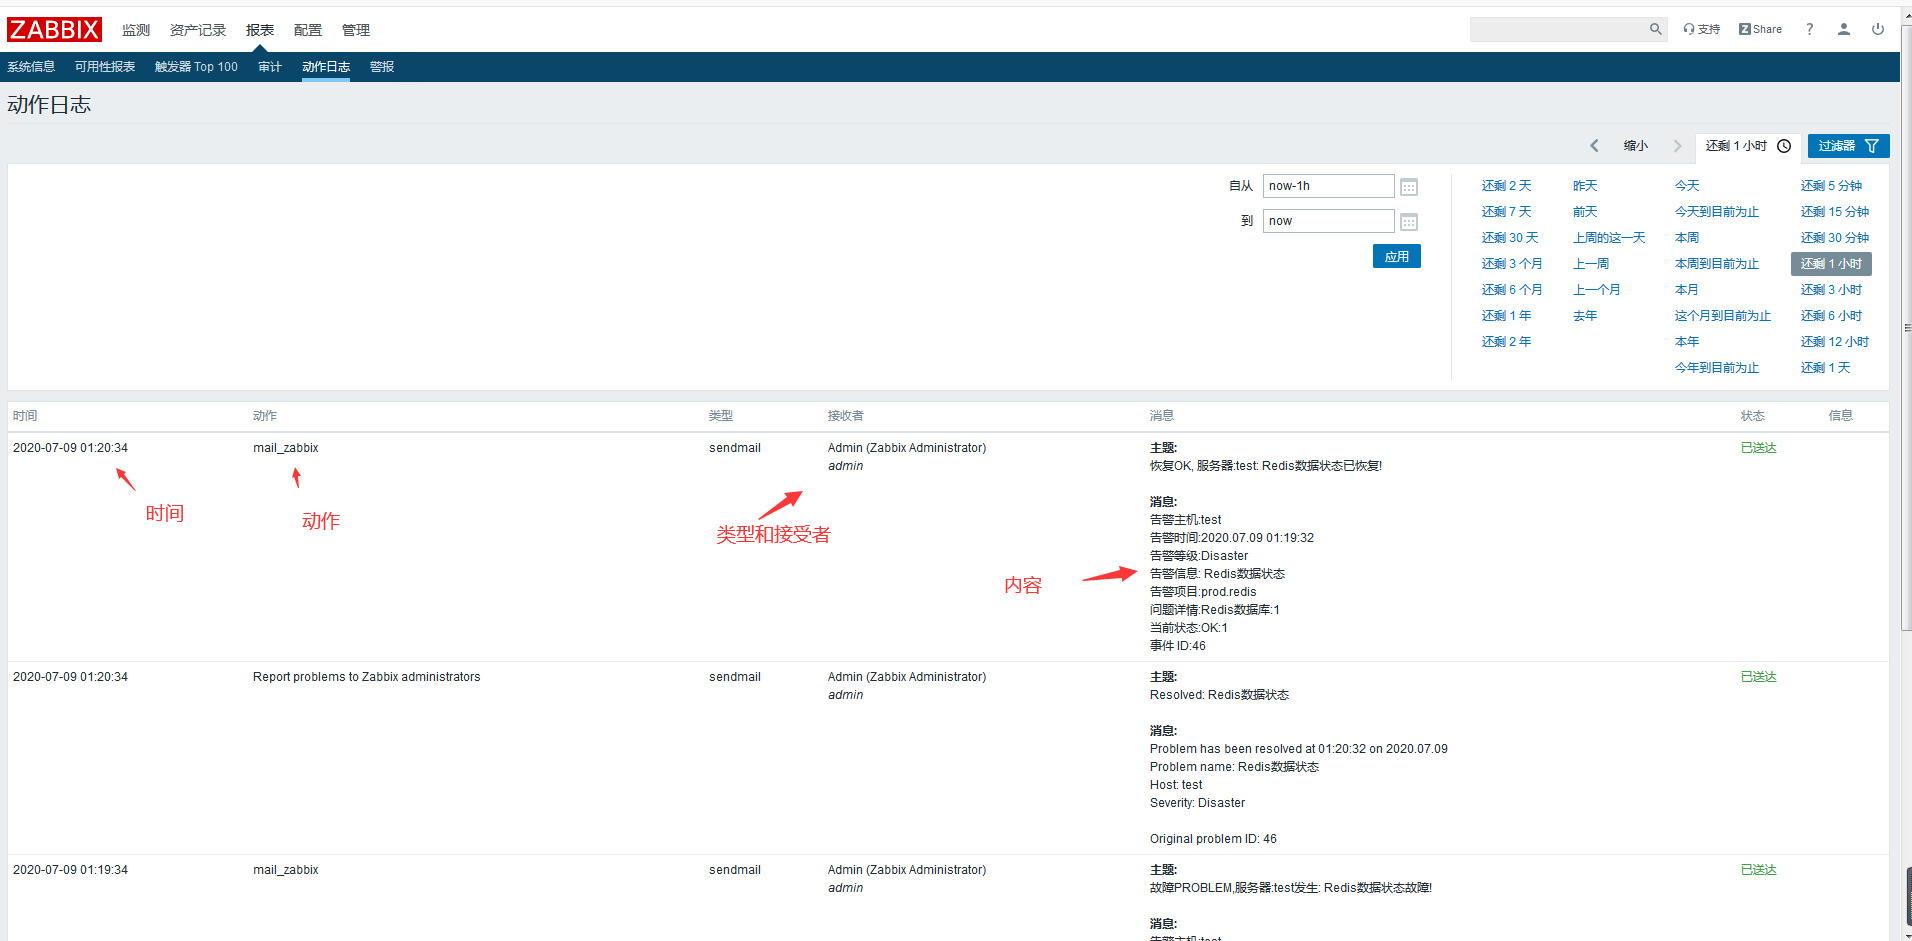 ZABBIX 监测 资产记录 报表 配置 管理 支持 Z Share ?
系统信息 可用性报表 触发器 Top 100 审计 动作日志 警报
动作日志
缩小 还剩 1 小时 过滤器
自从 now-1h
到 now
应用
还剩 2 天 昨天 今天 还剩 5 分钟
还剩 7 天 前天 今天到目前为止 还剩 15 分钟
还剩 30 天 上周的这一天 本周 还剩 30 分钟
还剩 3 个月 上一周 本周到目前为止 还剩 1 小时
还剩 6 个月 上一个月 本月 还剩 3 小时
还剩 1 年 去年 这个月到目前为止 还剩 6 小时
还剩 2 年 本年 还剩 12 小时
今年到目前为止 还剩 1 天
时间 动作 类型 接收者 消息 状态 信息
2020-07-09 01:20:34 mail_zabbix sendmail Admin (Zabbix Administrator) 主题: 已送达
admin 恢复OK, 服务器:test: Redis数据状态已恢复!
消息:
时间 动作 类型和接受者 告警主机:test
告警时间:2020.07.09 01:19:32
告警等级:Disaster
内容 告警信息: Redis数据状态
告警项目:prod.redis
问题详情:Redis数据库:1
当前状态:OK:1
事件 ID:46
2020-07-09 01:20:34 Report problems to Zabbix administrators sendmail Admin (Zabbix Administrator) 主题: 已送达
admin Resolved: Redis数据状态
消息:
Problem has been resolved at 01:20:32 on 2020.07.09
Problem name: Redis数据状态
Host: test
Severity: Disaster
Original problem ID: 46
2020-07-09 01:19:34 mail_zabbix sendmail Admin (Zabbix Administrator) 主题: 已送达
admin 故障PROBLEM,服务器:test发生: Redis数据状态故障!
消息:
告警主机:test